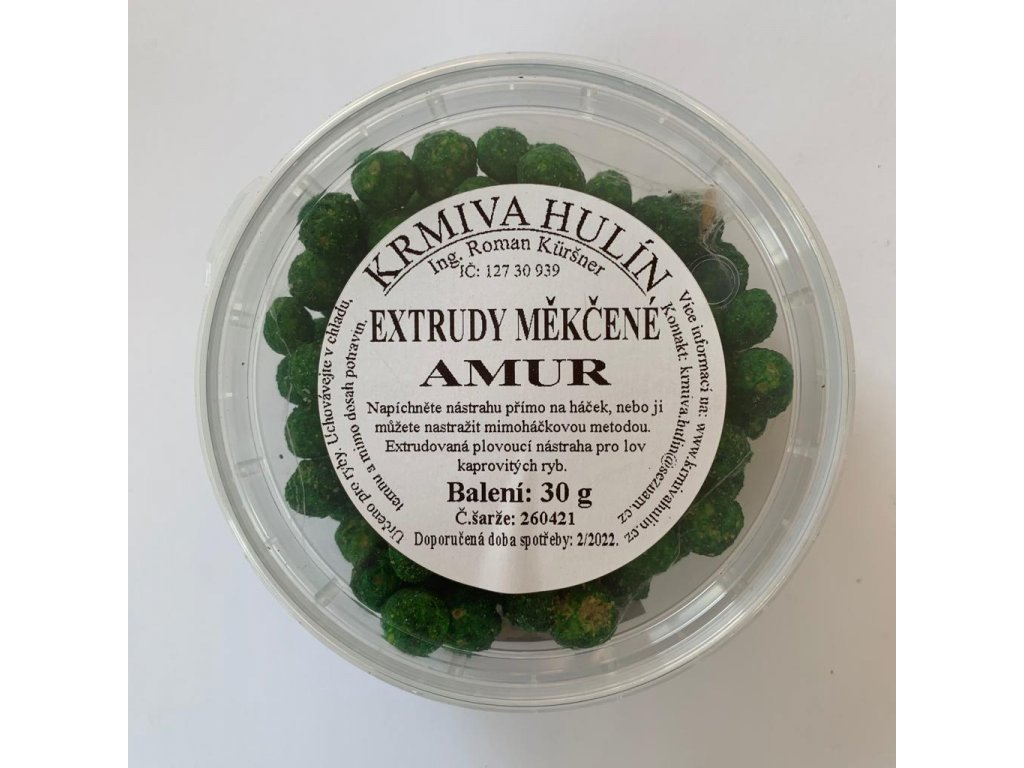 KRMIVA HULÍN
Ing. Roman Küršner
IČ: 127 30 939
EXTRUDY MĚKČENÉ
AMUR
Napíchněte nástrahu přímo na háček, nebo ji
můžete nastražit mimoháčkovou metodou.
Extrudovaná plovoucí nástraha pro lov
kaprovitých ryb.
Balení: 30 g
Č.šarže: 260421
Doporučená doba spotřeby: 2/2022.
Určeno pro ryby. Uchovávejte v chladu,
temnu a mimo dosah potravin.
Více informací na: www.krmivahulin.cz
Kontakt: krmiva.hulin@seznam.cz